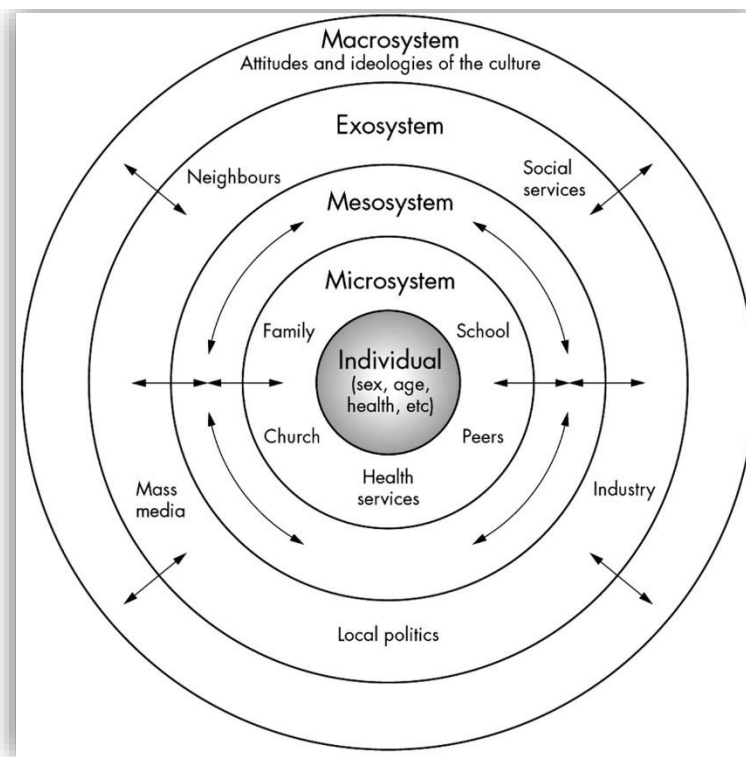 Macrosystem
Attitudes and ideologies of the culture
Exosystem
Neighbours
Social
services
Mesosystem
Microsystem
Family
School
Individual
(sex, age,
health, etc)
Church
Peers
Health
services
Mass
media
Industry
Local politics